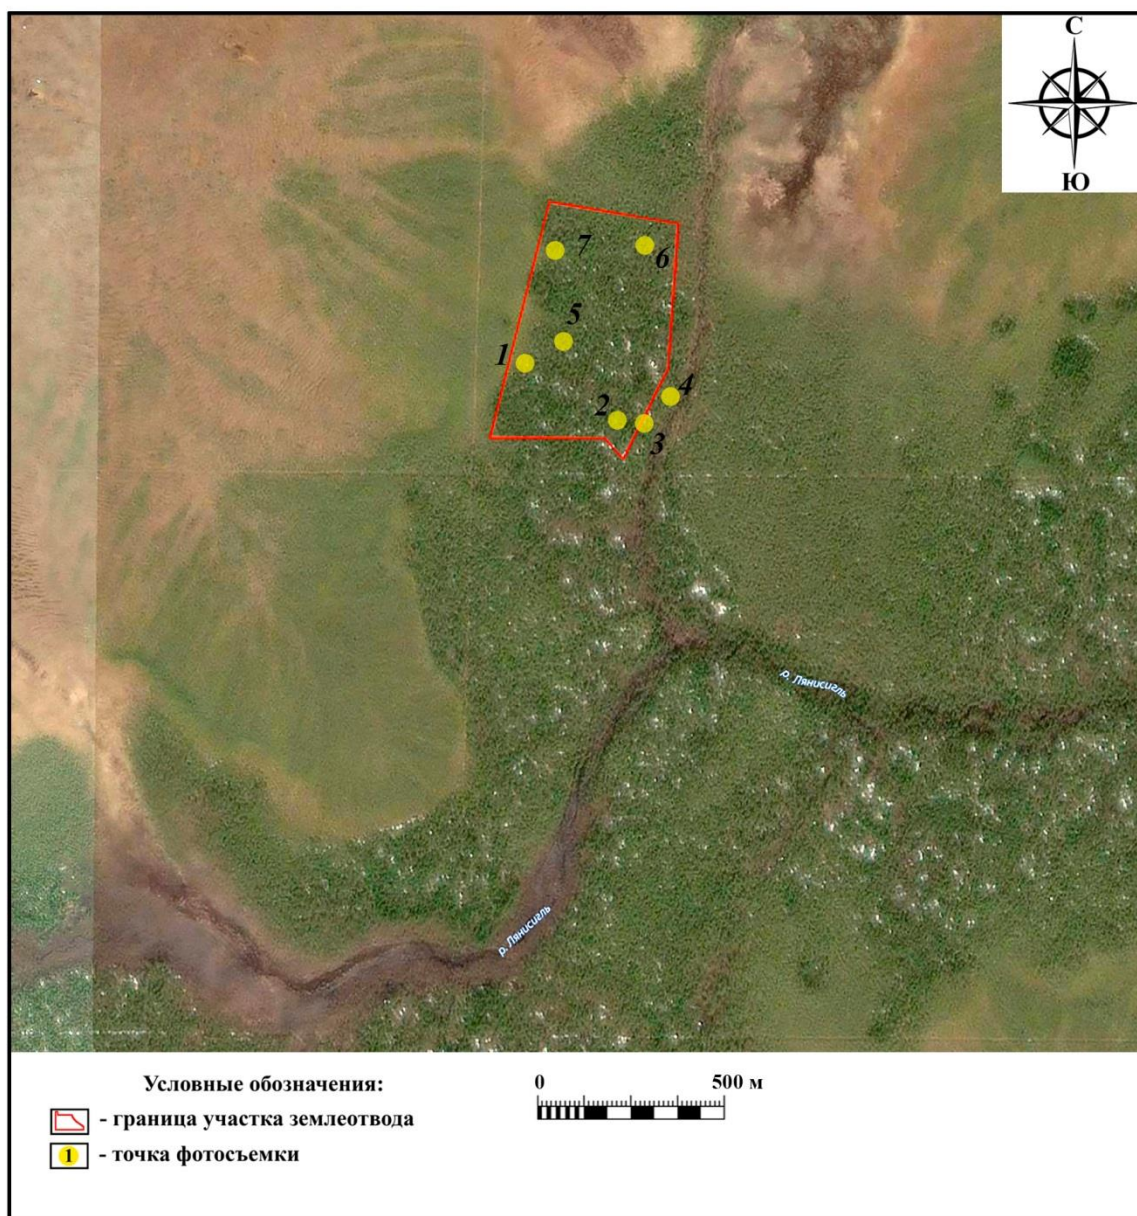 С
Ю
7
6
5
1
4
2
3
р. Лянисигль
р. Лянисигль
Условные обозначения:
- граница участка землеотвода
1 - точка фотосъемки
0 500 м